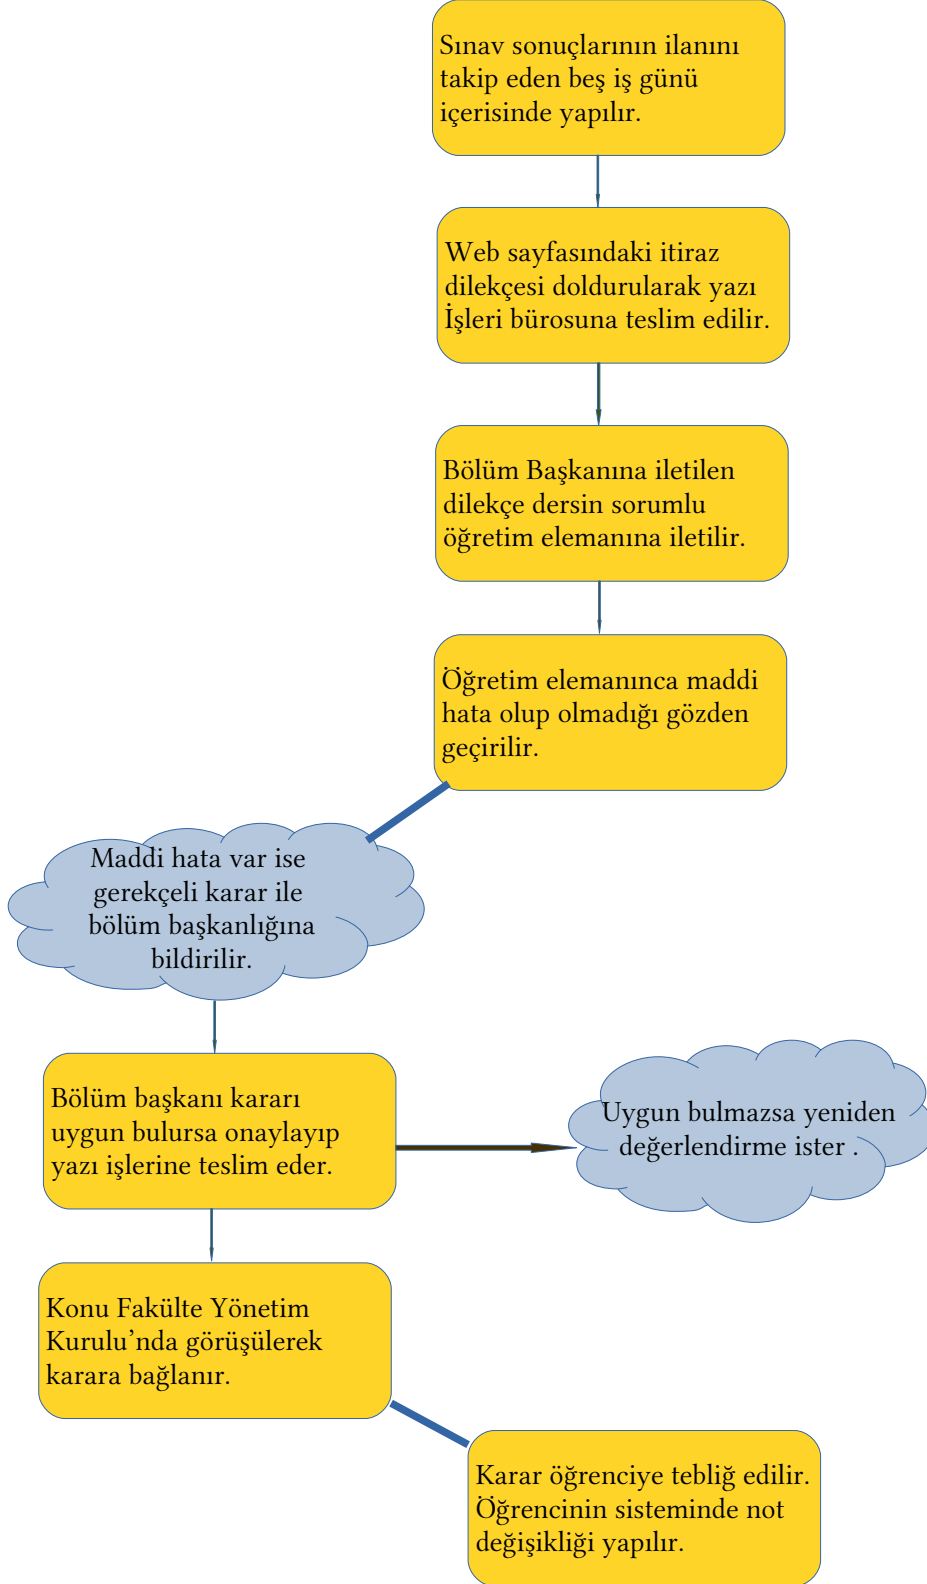 Sınav sonuçlarının ilanını
takip eden beş iş günü
içerisinde yapılır.
Web sayfasındaki itiraz
dilekçesi doldurularak yazı
İşleri bürosuna teslim edilir.
Bölüm Başkanına iletilen
dilekçe dersin sorumlu
öğretim elemanına iletilir.
Öğretim elemanınca maddi
hata olup olmadığı gözden
geçirilir.
Maddi hata var ise
gerekçeli karar ile
bölüm başkanlığına
bildirilir.
Bölüm başkanı kararı
uygun bulursa onaylayıp
yazı işlerine teslim eder.
Uygun bulmazsa yeniden
değerlendirme ister .
Konu Fakülte Yönetim
Kurulu’nda görüşülerek
karara bağlanır.
Karar öğrenciye tebliğ edilir.
Öğrencinin sisteminde not
değişikliği yapılır.